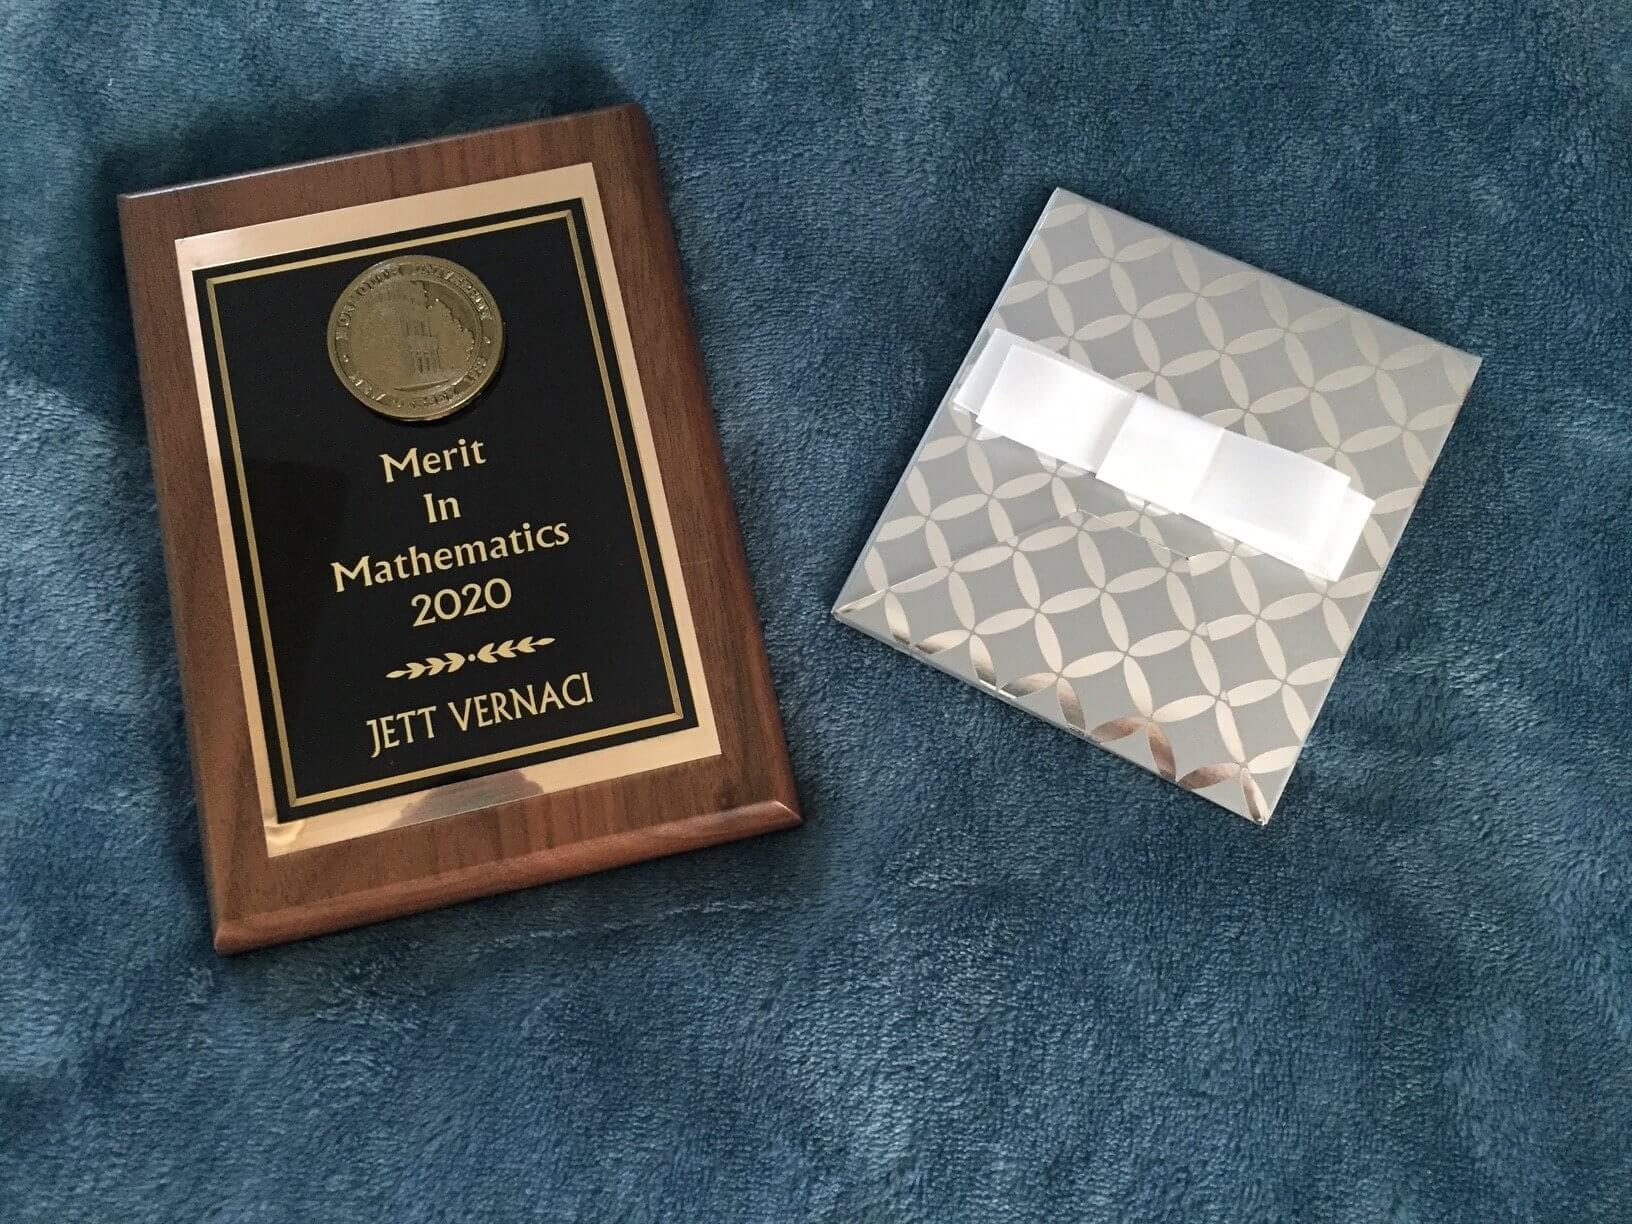 Merit
In
Mathematics
2020
JETT VERNACI